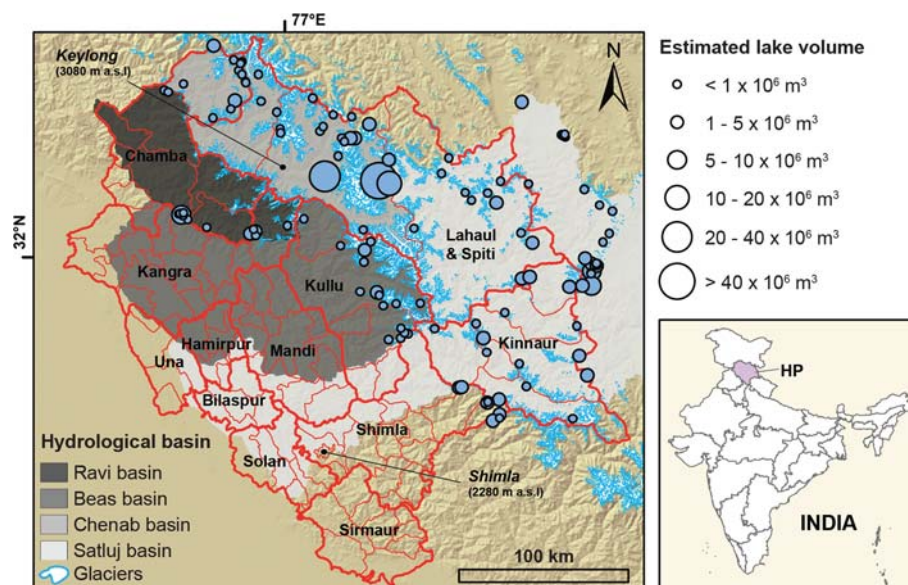 77°E
32°N
Keylong
(3080 m a.s.l)
N
Chamba
Lahaul
& Spiti
Kangra
Kullu
Hamirpur
Mandi
Una
Kinnaur
Bilaspur
Shimla
Solan
Shimla
(2280 m a.s.l)
Sirmaur
100 km
Hydrological basin
Ravi basin
Beas basin
Chenab basin
Satluj basin
Glaciers
Estimated lake volume
< 1 x 10⁶ m³
1 - 5 x 10⁶ m³
5 - 10 x 10⁶ m³
10 - 20 x 10⁶ m³
20 - 40 x 10⁶ m³
> 40 x 10⁶ m³
HP
INDIA